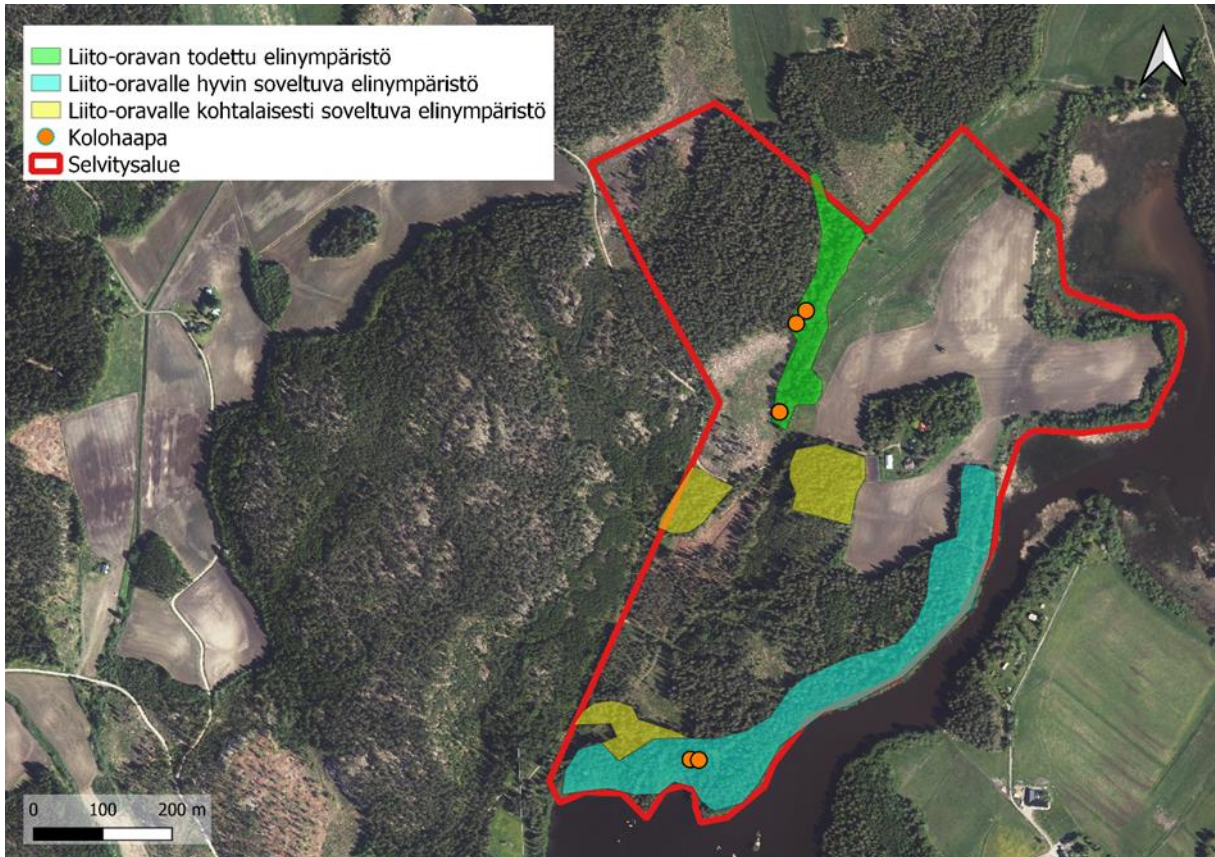 Liito-oravan todettu elinympäristö
Liito-oravalle hyvin soveltuva elinympäristö
Liito-oravalle kohtalaisesti soveltuva elinympäristö
Kolohaapa
Selvitysalue
0 100 200 m